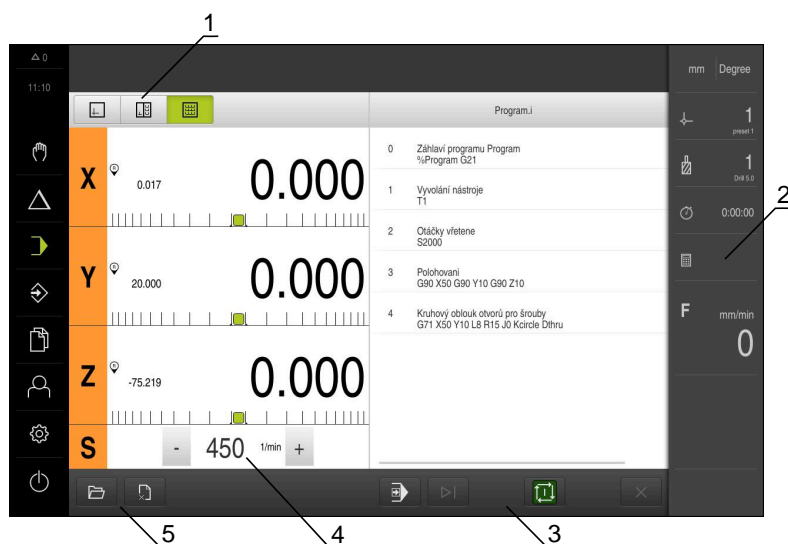 1
0
11:10
mm Degree
Program.i
1
preset 1
X
R
0.017
0.000
0 Záhlaví programu Program
%Program G21
1 Vyvolání nástroje
T1
1
Drill 5.0
2
0:00:00
2 Otáčky vřetene
S2000
Y
R
20.000
0.000
3 Polohovani
G90 X50 G90 Y10 G90 Z10
4 Kruhový oblouk otvorů pro šrouby
G71 X50 Y10 L8 R15 J0 Kcircle Dthru
F mm/min
0
Z
R
-75.219
0.000
S - 450 1/min +
5
4
3